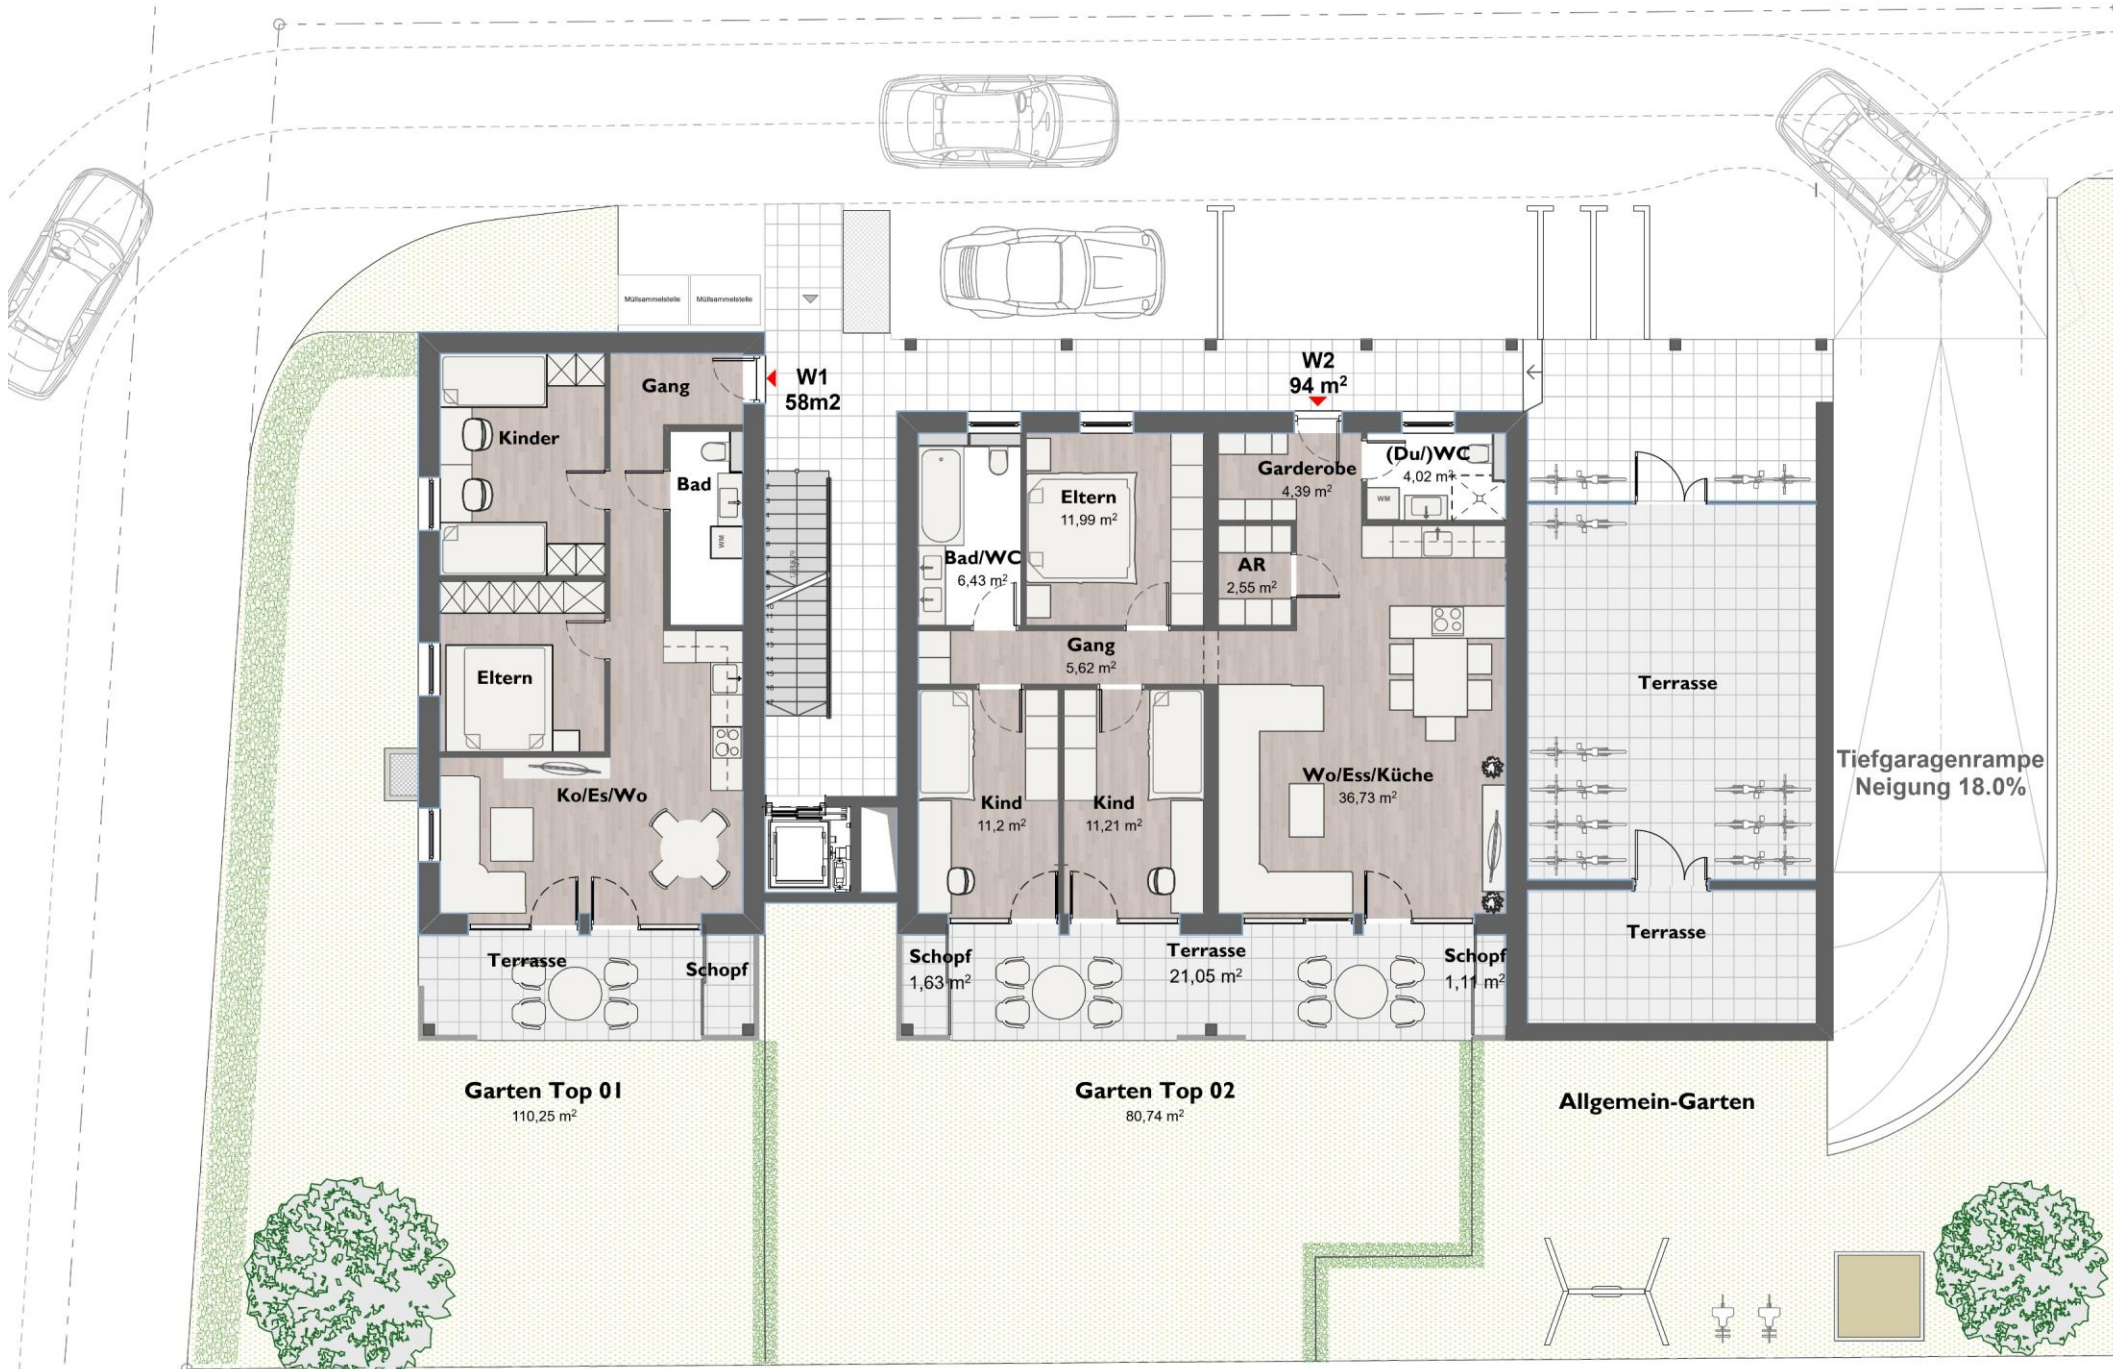 Müllsammelstelle
Müllsammelstelle
Gang
W1
58m2
W2
94 m²
Kinder
Bad
WM
Eltern
Ko/Es/Wo
Terrasse
Schopf
Garderobe
4,39 m²
(Du/)WC
4,02 m²
WM
Eltern
11,99 m²
Bad/WC
6,43 m²
AR
2,55 m²
Gang
5,62 m²
Kind
11,2 m²
Kind
11,21 m²
Wo/Ess/Küche
36,73 m²
Terrasse
Tiefgaragenrampe
Neigung 18.0%
Terrasse
Schopf
1,63 m²
Terrasse
21,05 m²
Schopf
1,11 m²
Garten Top 01
110,25 m²
Garten Top 02
80,74 m²
Allgemein-Garten